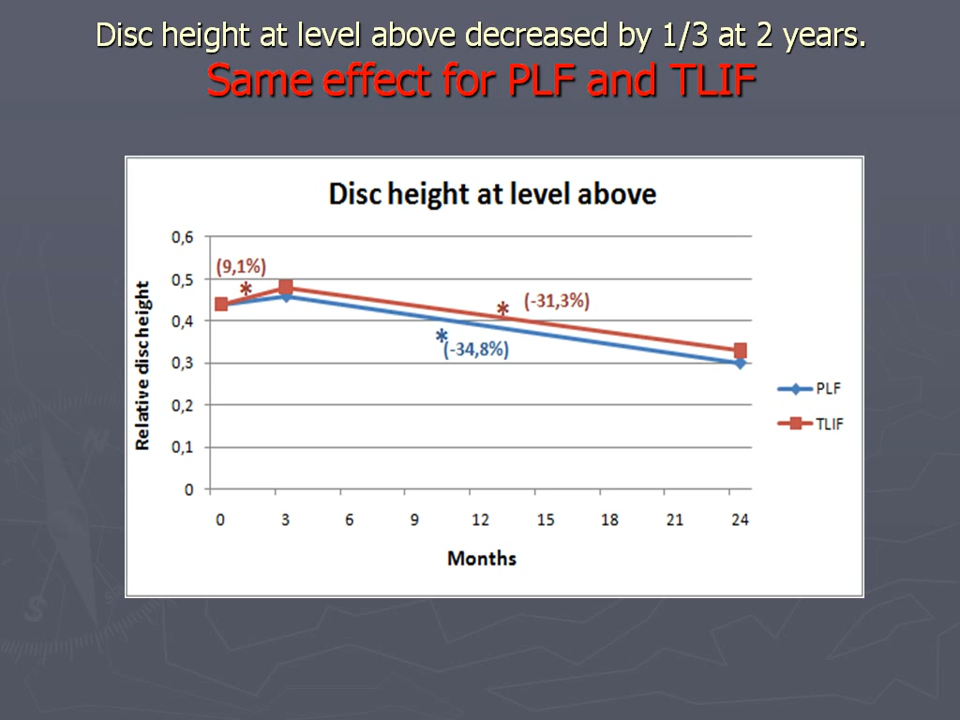 Disc height at level above decreased by 1/3 at 2 years.
Same effect for PLF and TLIF
Disc height at level above
Relative disc height
0,6
0,5
0,4
0,3
0,2
0,1
0
(9,1%)
*
* (-31,3%)
*
(-34,8%)
PLF
TLIF
0 3 6 9 12 15 18 21 24
Months
S